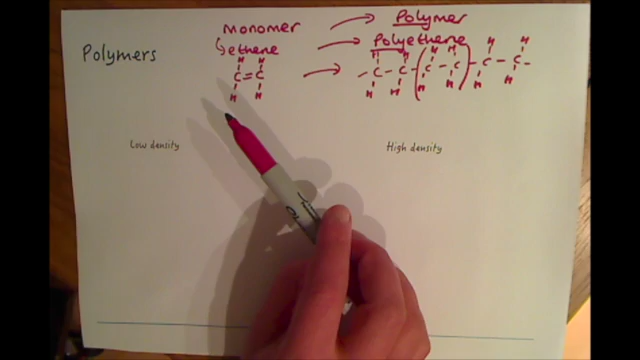 Polymers
monomer → Polymer
ethene → Polyethene
H H
C=C
H H
→
H H H H H H
-C-C-(C-C)-C-C-
H H H H H H
Low density
High density